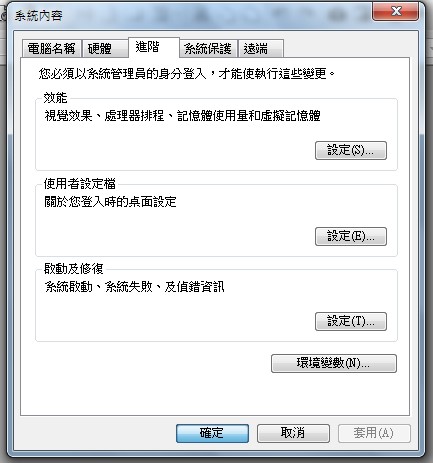 系統內容
電腦名稱 硬體 進階 系統保護 遠端
您必須以系統管理員的身分登入，才能使執行這些變更。
效能
視覺效果、處理器排程、記憶體使用量和虛擬記憶體
設定(S)...
使用者設定檔
關於您登入時的桌面設定
設定(E)...
啟動及修復
系統啟動、系統失敗、及偵錯資訊
設定(T)...
環境變數(N)...
確定 取消 套用(A)